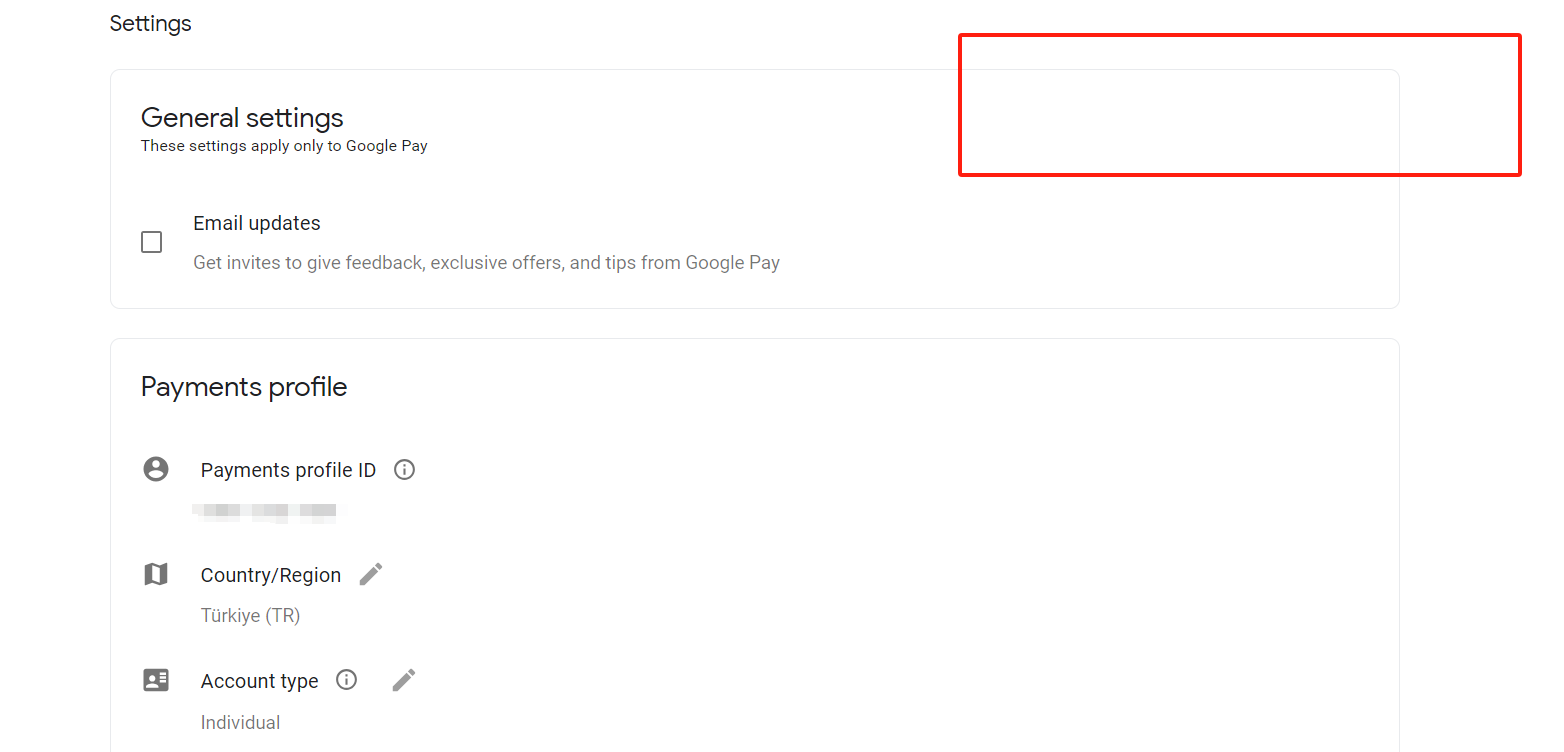 Settings
General settings
These settings apply only to Google Pay
Email updates
Get invites to give feedback, exclusive offers, and tips from Google Pay
Payments profile
Payments profile ID
Country/Region
Türkiye (TR)
Account type
Individual